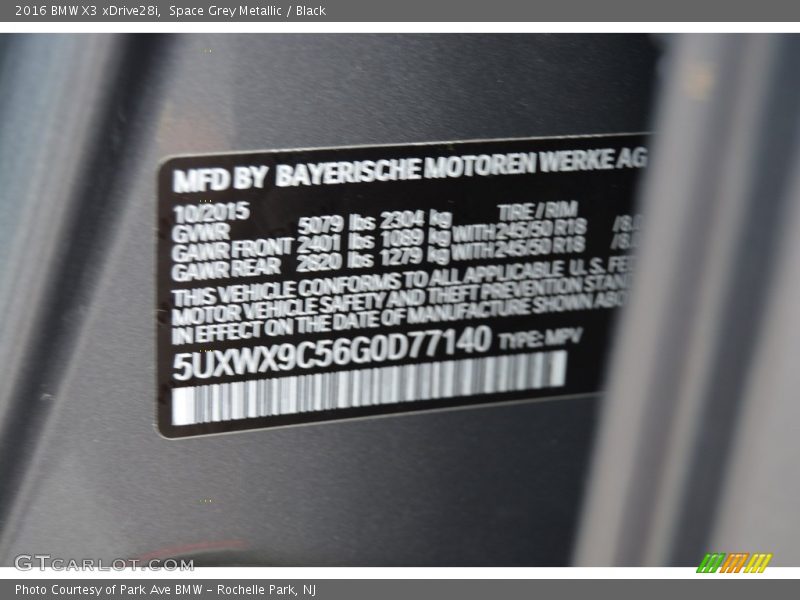 2016 BMW X3 xDrive28i, Space Grey Metallic / Black
MFD BY BAYERISCHE MOTOREN WERKE AG
10/2015 TIRE / RIM
GVWR 5079 lbs 2304 kg
GAWR FRONT 2401 lbs 1089 kg WITH 245/50 R18 /8.
GAWR REAR 2820 lbs 1279 kg WITH 245/50 R18 /8.
THIS VEHICLE CONFORMS TO ALL APPLICABLE U. S. FE
MOTOR VEHICLE SAFETY AND THEFT PREVENTION STAN
IN EFFECT ON THE DATE OF MANUFACTURE SHOWN ABO
5UXWX9C56G0D77140 TYPE: MPV
GTcarlot.com
Photo Courtesy of Park Ave BMW - Rochelle Park, NJ